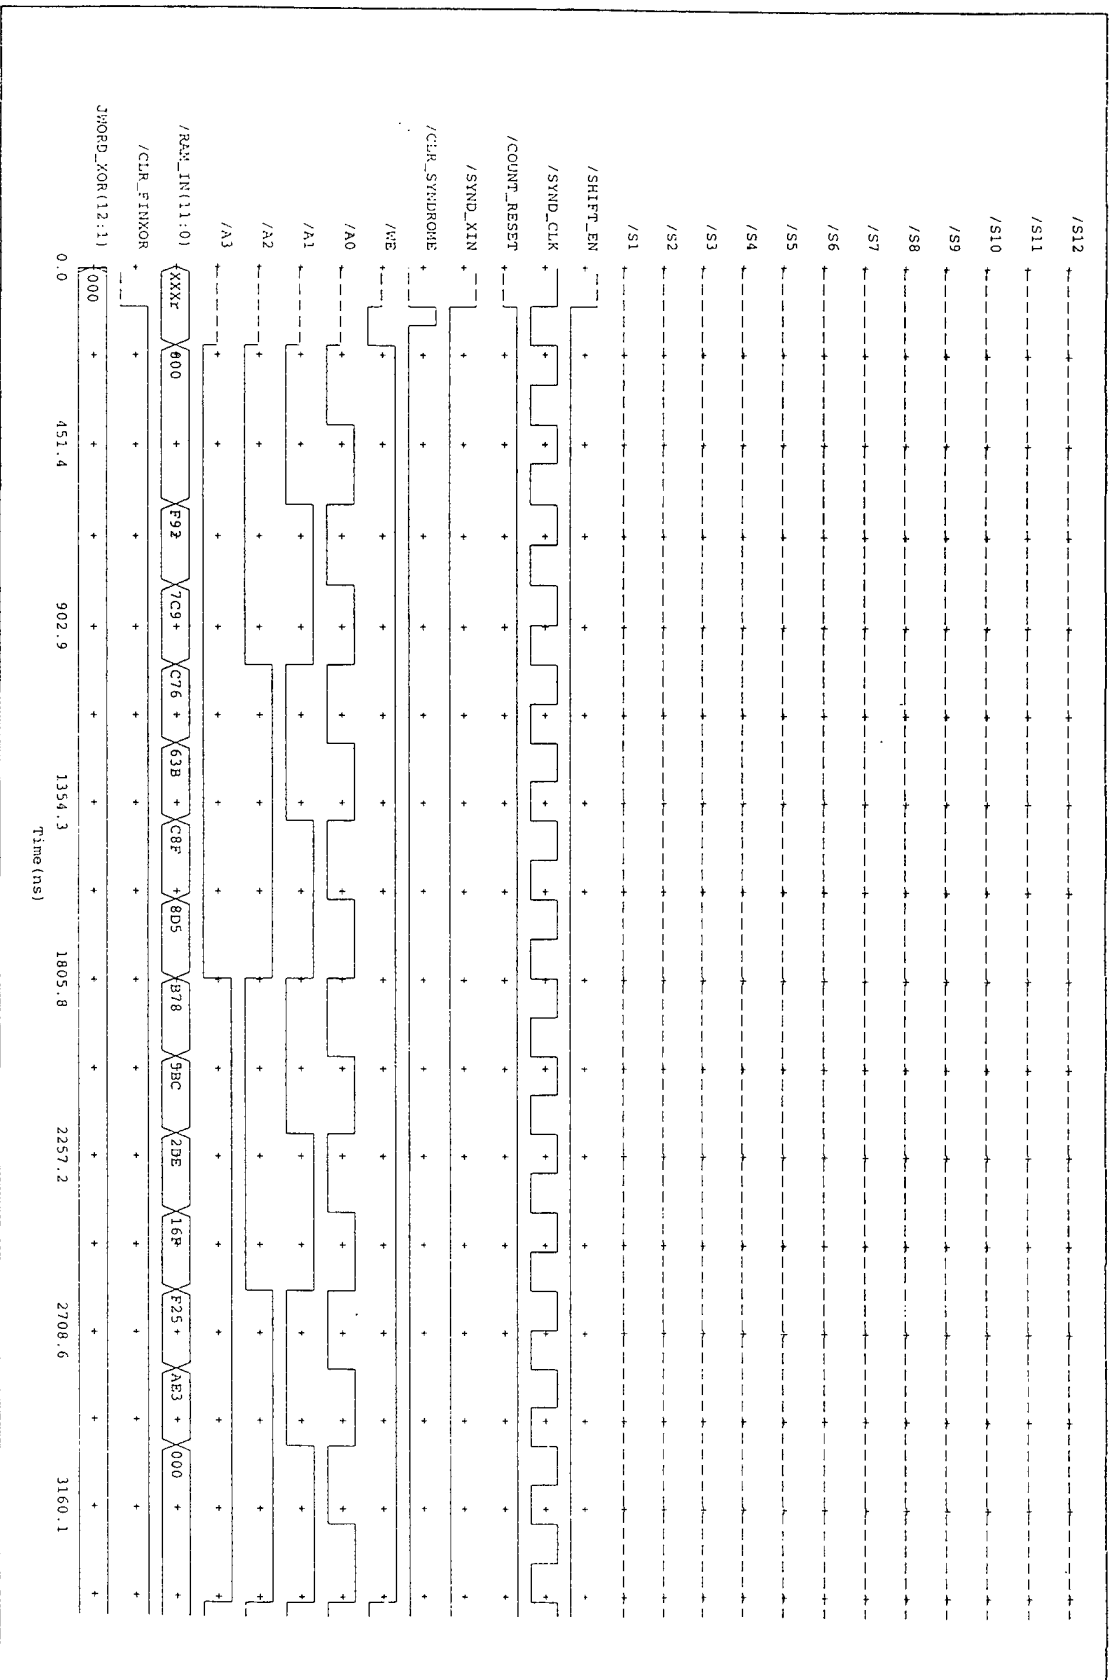 /S12
/S11
/S10
/S9
/S8
/S7
/S6
/S5
/S4
/S3
/S2
/S1
/SHIFT_EN
/SYND_CLK
/COUNT_RESET
/SYND_XIN
/CLR_SYNDROME
/WE
/A0
/A1
/A2
/A3
/RAM_IN(11:0) XXXr 000 F92 7C9 C76 63B C8F 8D5 B78 5BC 2DE 16F F25 AE3 000
/CLR_FINXOR
JWORD_XOR(12:1) 000
0.0 451.4 902.9 1354.3 1805.8 2257.2 2708.6 3160.1
Time(ns)